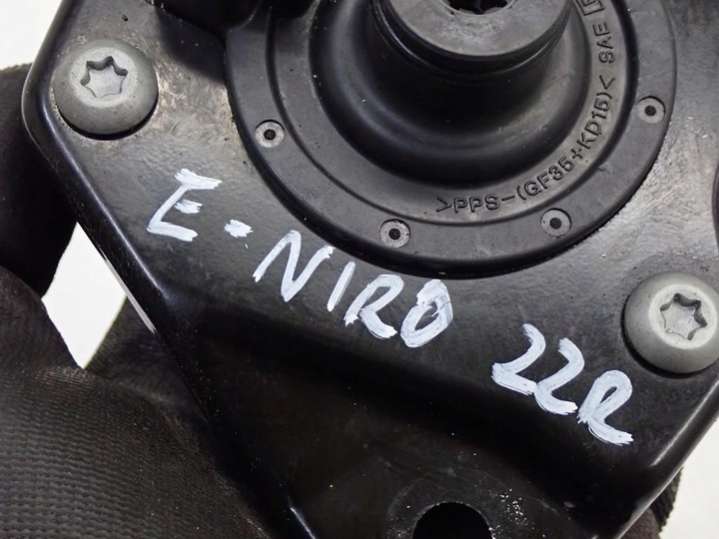 >PPS-(GF35+KD15)< SAE
E-NIRO 22R